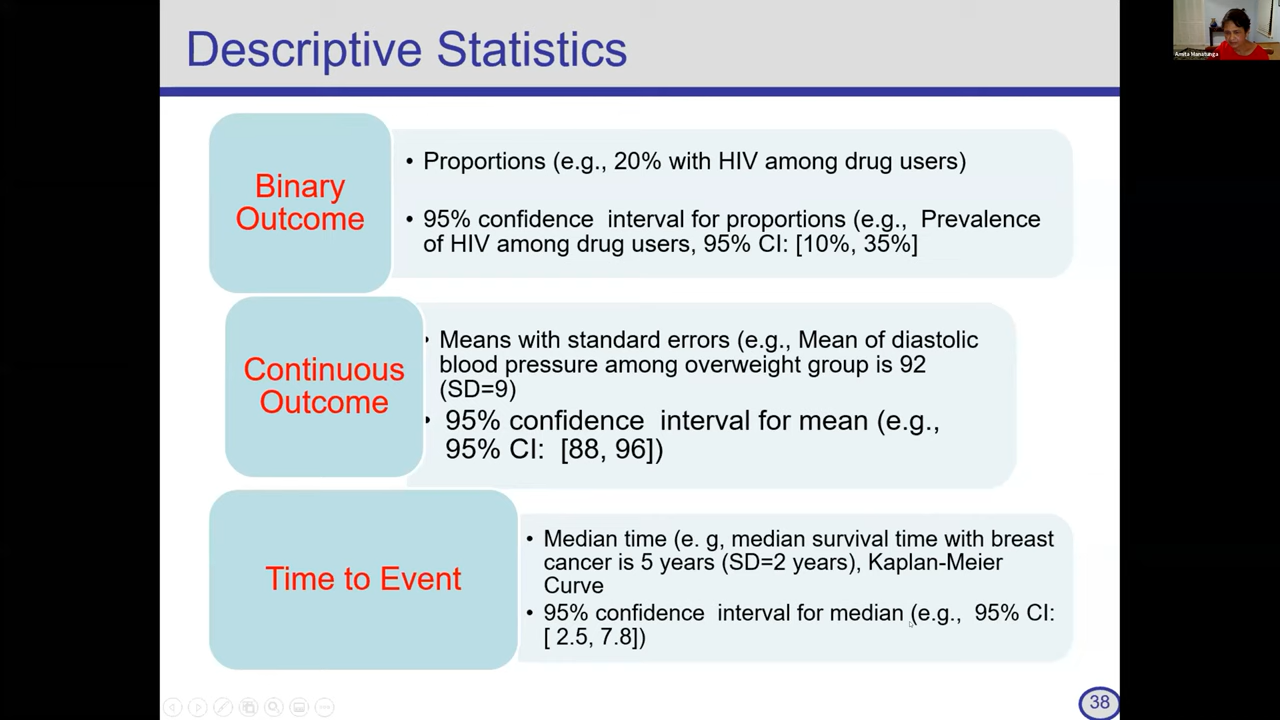 Descriptive Statistics
Amita Manatunga
Binary
Outcome
• Proportions (e.g., 20% with HIV among drug users)
• 95% confidence interval for proportions (e.g., Prevalence
of HIV among drug users, 95% CI: [10%, 35%]
Continuous
Outcome
• Means with standard errors (e.g., Mean of diastolic
blood pressure among overweight group is 92
(SD=9)
• 95% confidence interval for mean (e.g.,
95% CI: [88, 96])
Time to Event
• Median time (e. g, median survival time with breast
cancer is 5 years (SD=2 years), Kaplan-Meier
Curve
• 95% confidence interval for median (e.g., 95% CI:
[ 2.5, 7.8])
38